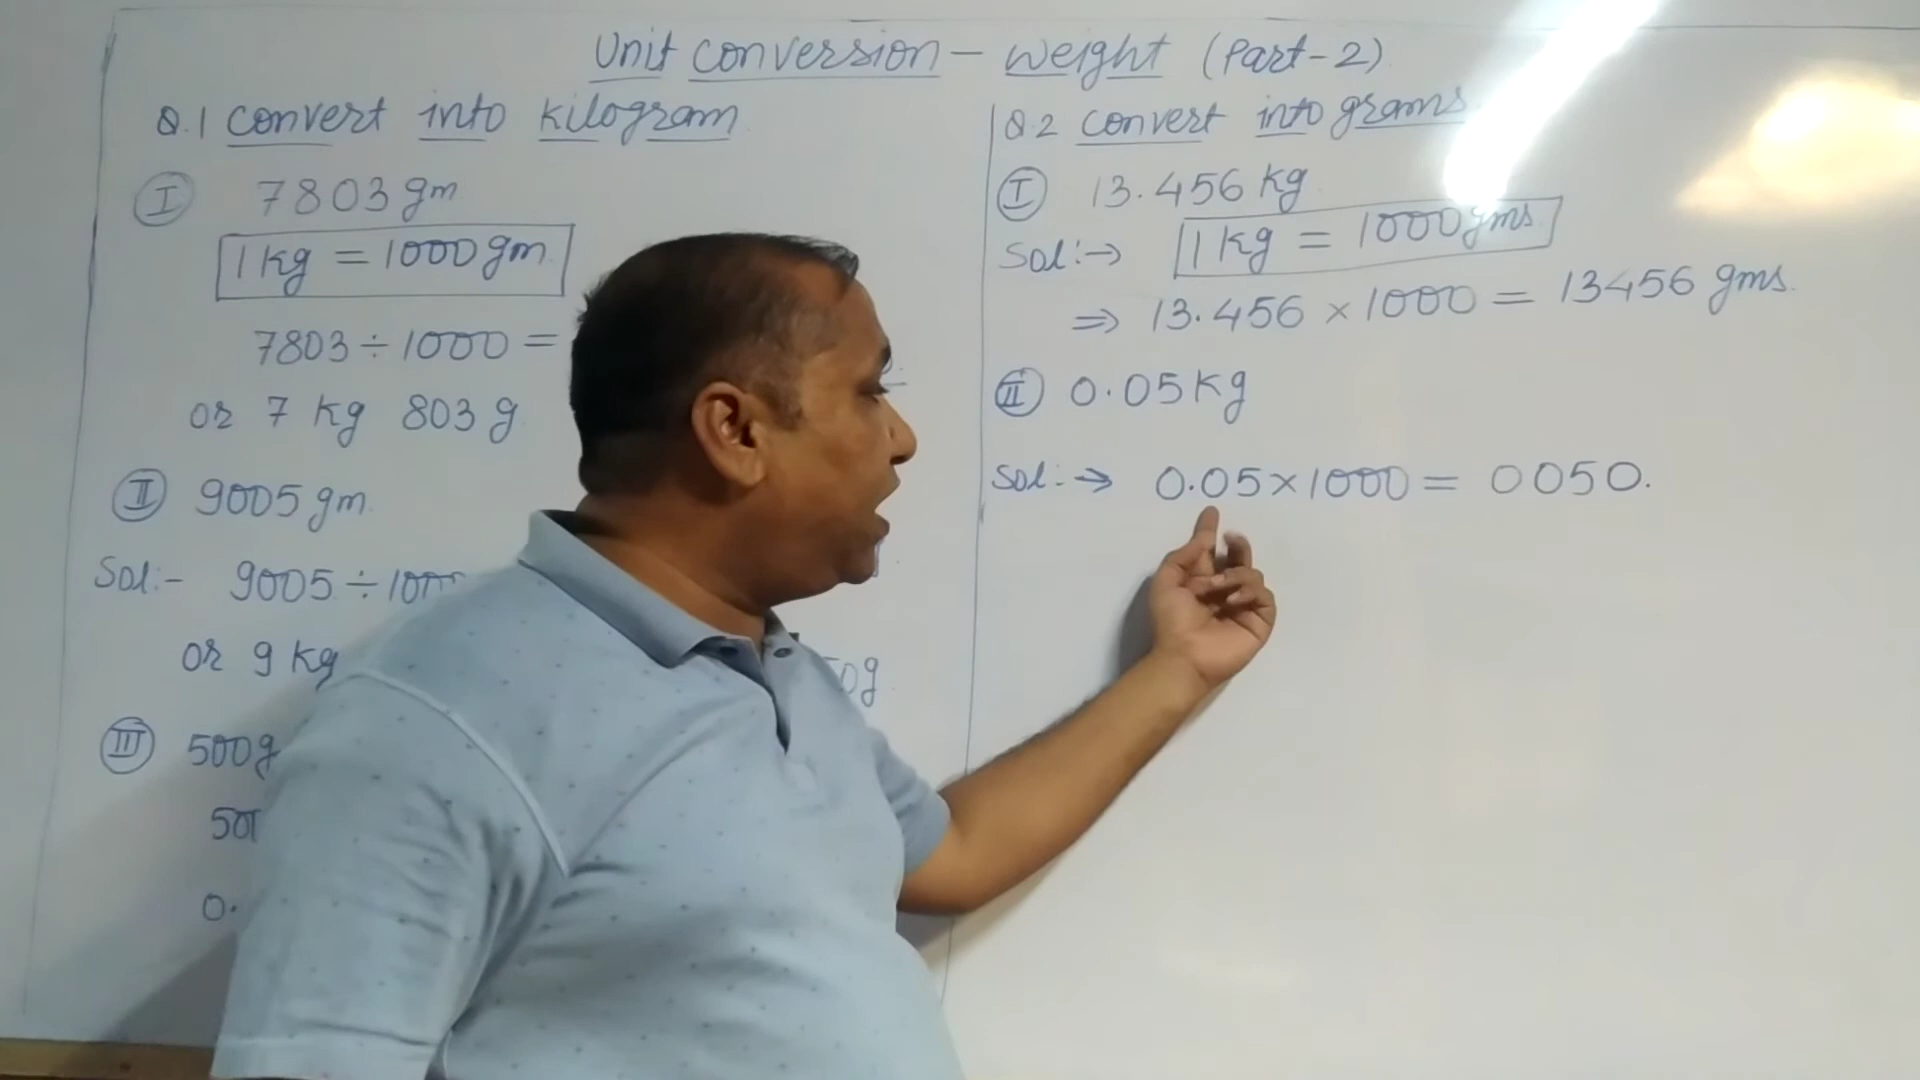 Unit conversion - weight (Part-2)
Q.1 convert into kilogram
I 7803 gm
1 kg = 1000 gm
7803 ÷ 1000 =
or 7 kg 803 g
II 9005 gm
Sol:- 9005 ÷ 1000
or 9 kg
50g
III 500g
500
0.
Q.2 convert into grams
I 13.456 kg
Sol:→ 1 kg = 1000 gms
⇒ 13.456 × 1000 = 13456 gms.
II 0.05 kg
Sol:→ 0.05 × 1000 = 0050.